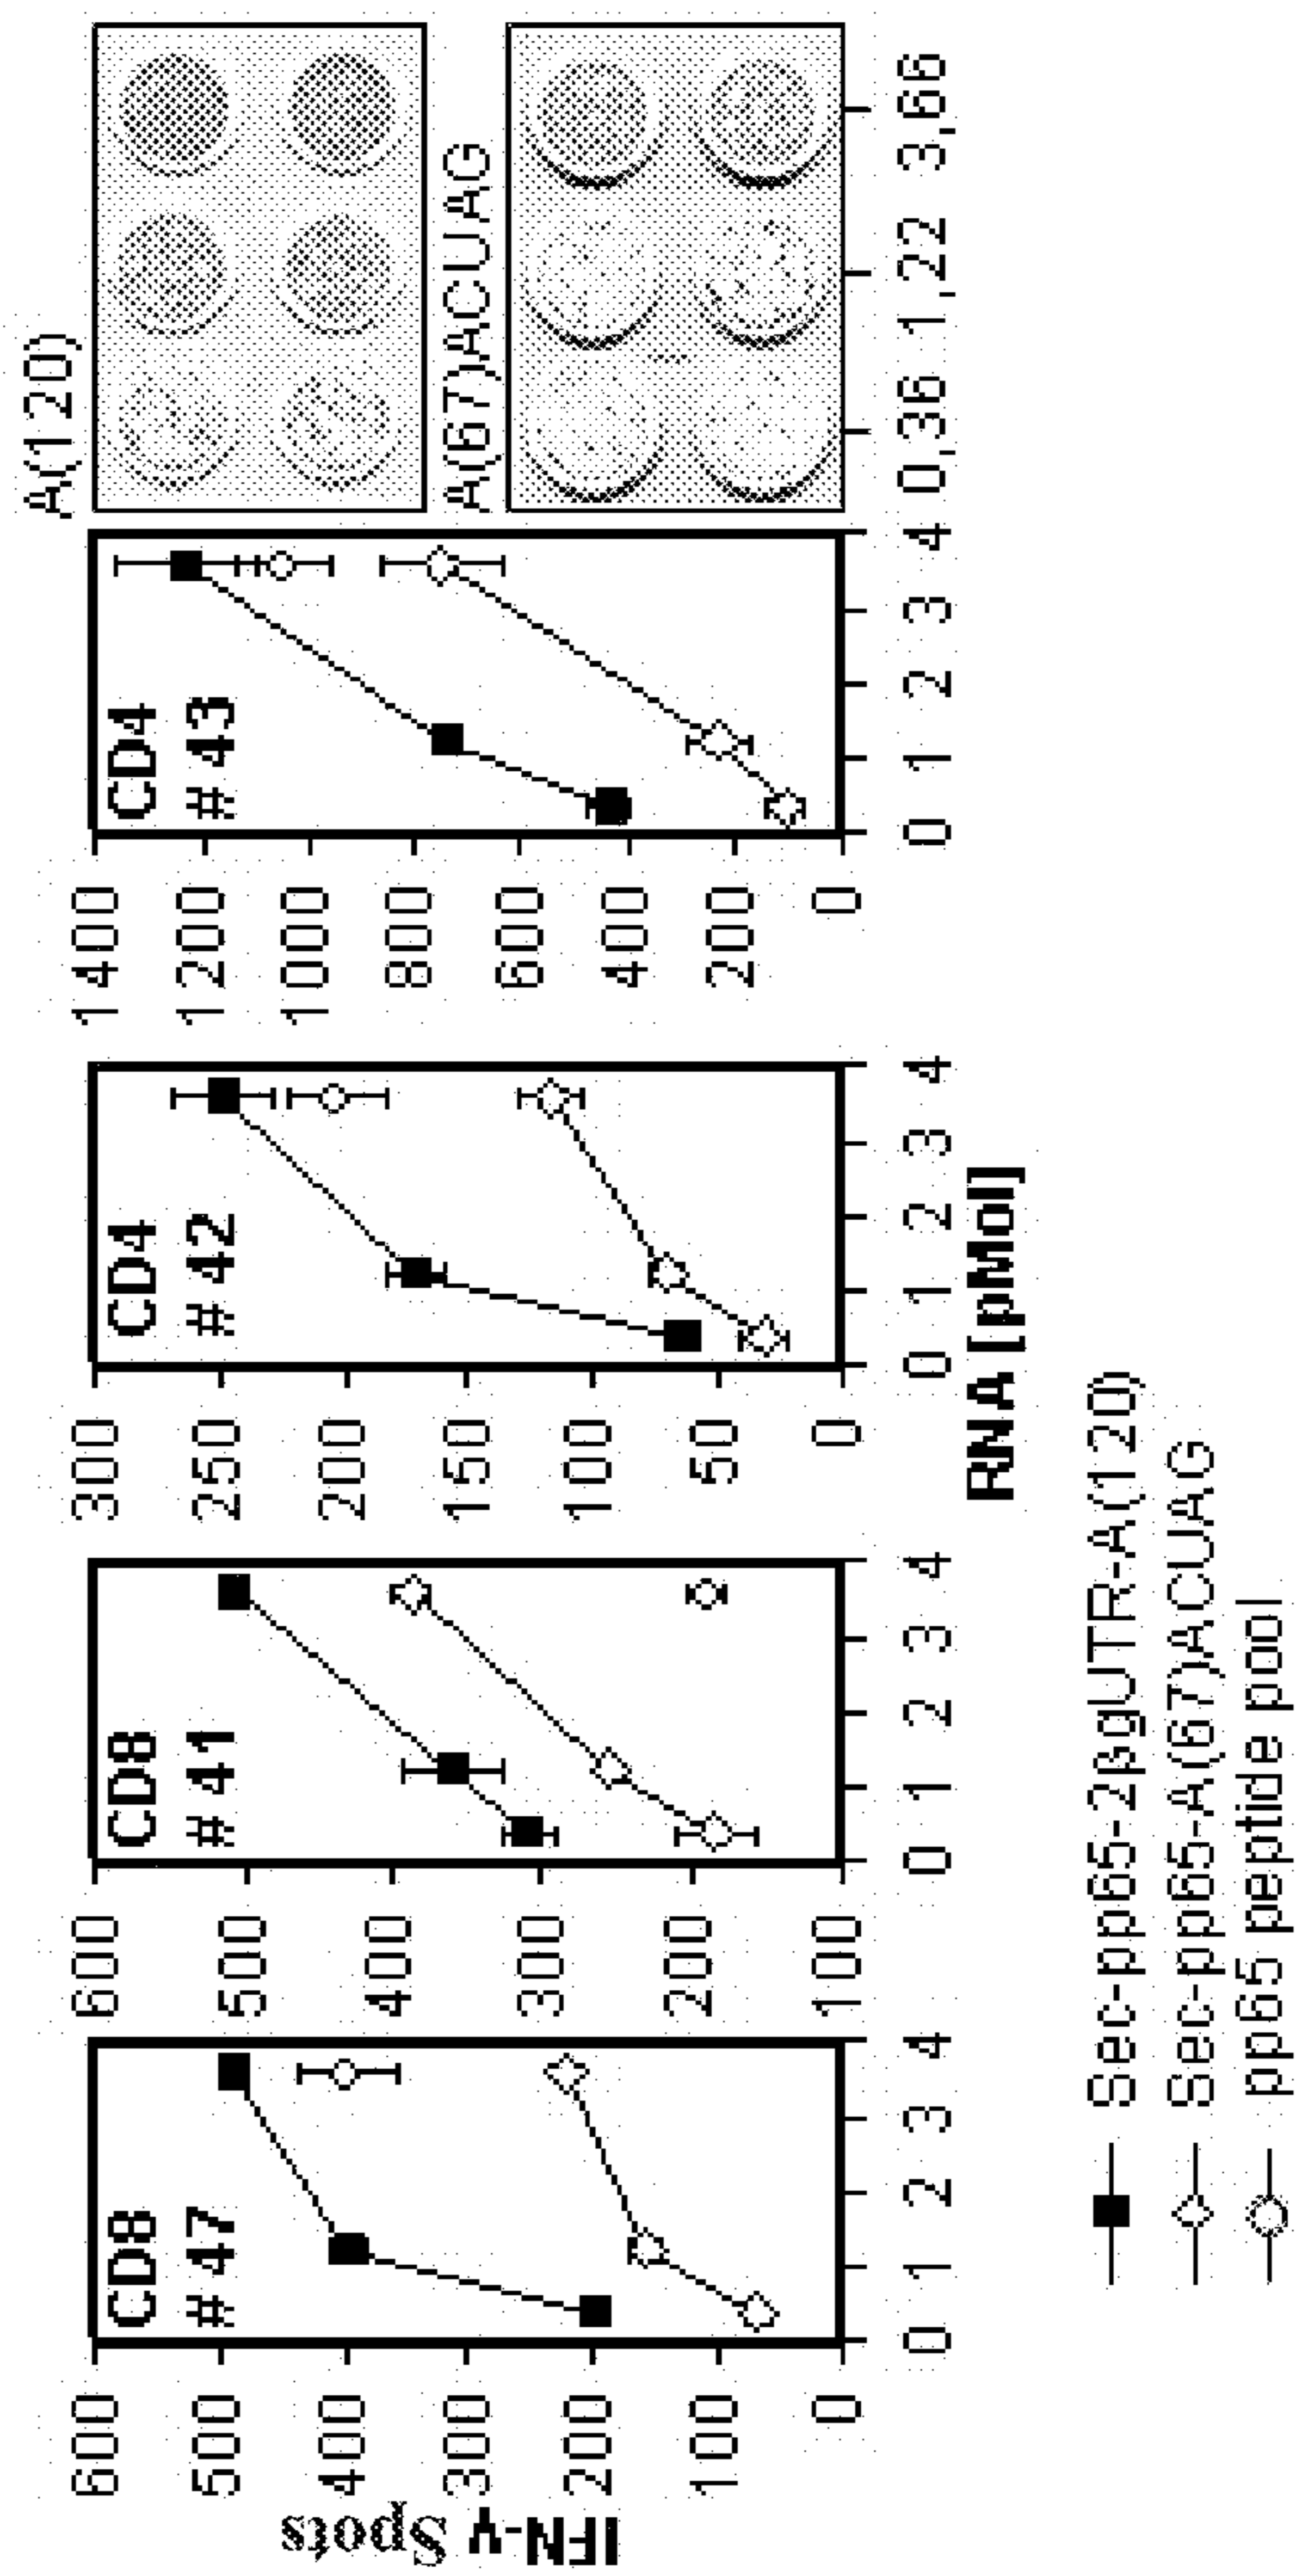 IFN-γ Spots
600
500
400
300
200
100
0
CD8
# 47
0 1 2 3 4
600
500
400
300
200
100
CD8
# 41
0 1 2 3 4
300
250
200
150
100
50
0
CD4
# 42
0 1 2 3 4
1400
1200
1000
800
600
400
200
0
CD4
# 43
0 1 2 3 4
A(120)
A(67)ACUAG
0,36 1,22 3,66
RNA [pMol]
Sec-pp65-2βgUTR-A(120)
Sec-pp65-A(67)ACUAG
pp65 peptide pool